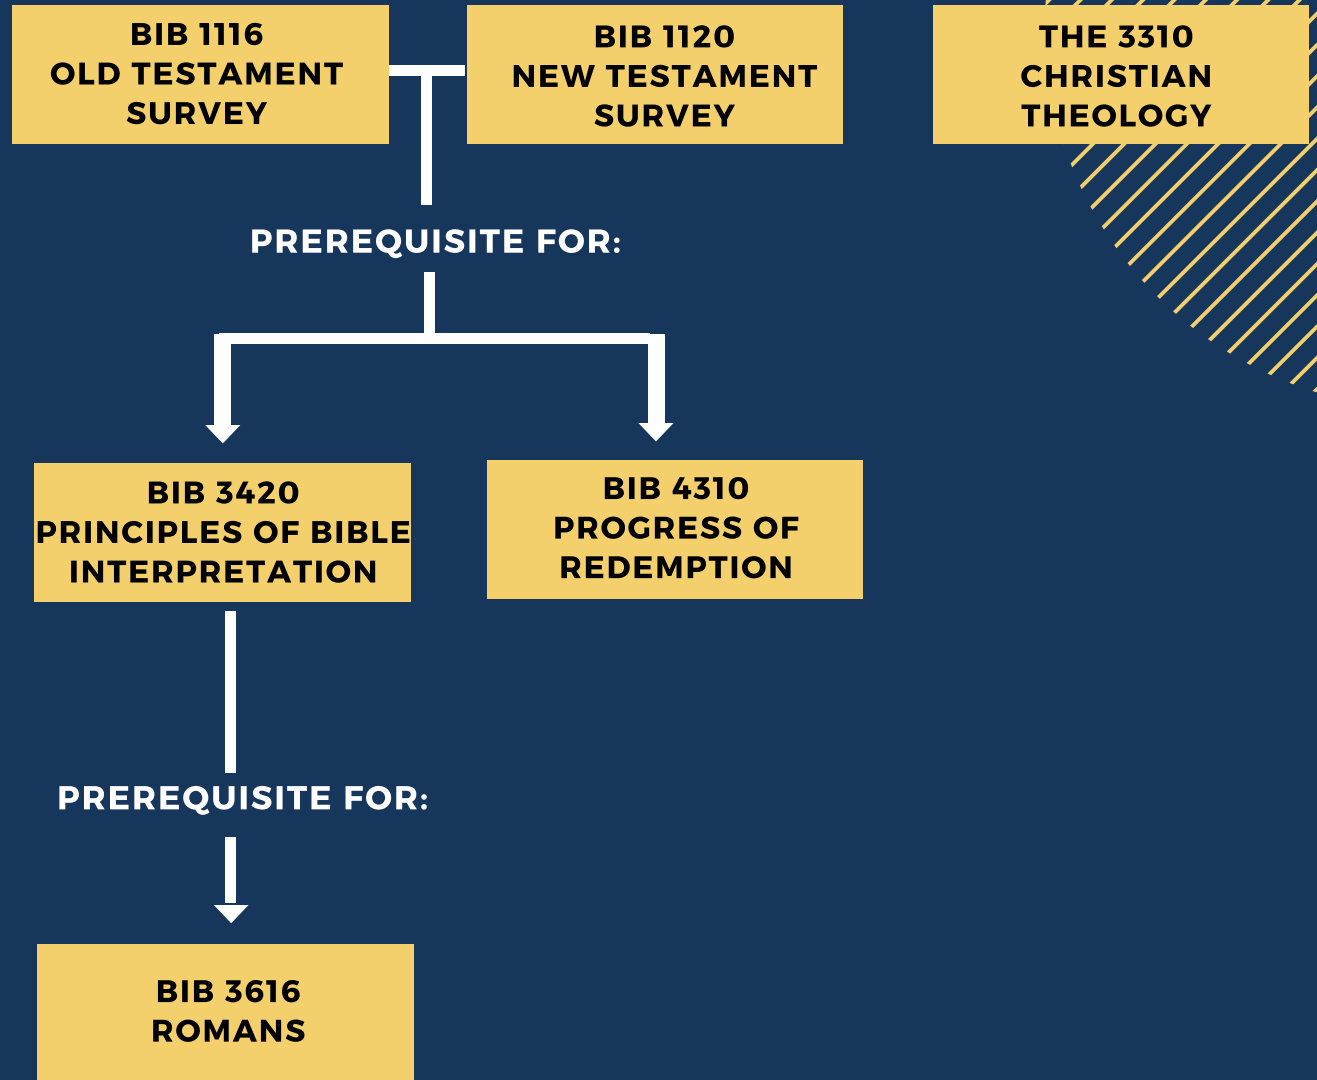 BIB 1116
OLD TESTAMENT
SURVEY
BIB 1120
NEW TESTAMENT
SURVEY
THE 3310
CHRISTIAN
THEOLOGY
PREREQUISITE FOR:
BIB 3420
PRINCIPLES OF BIBLE
INTERPRETATION
BIB 4310
PROGRESS OF
REDEMPTION
PREREQUISITE FOR:
BIB 3616
ROMANS